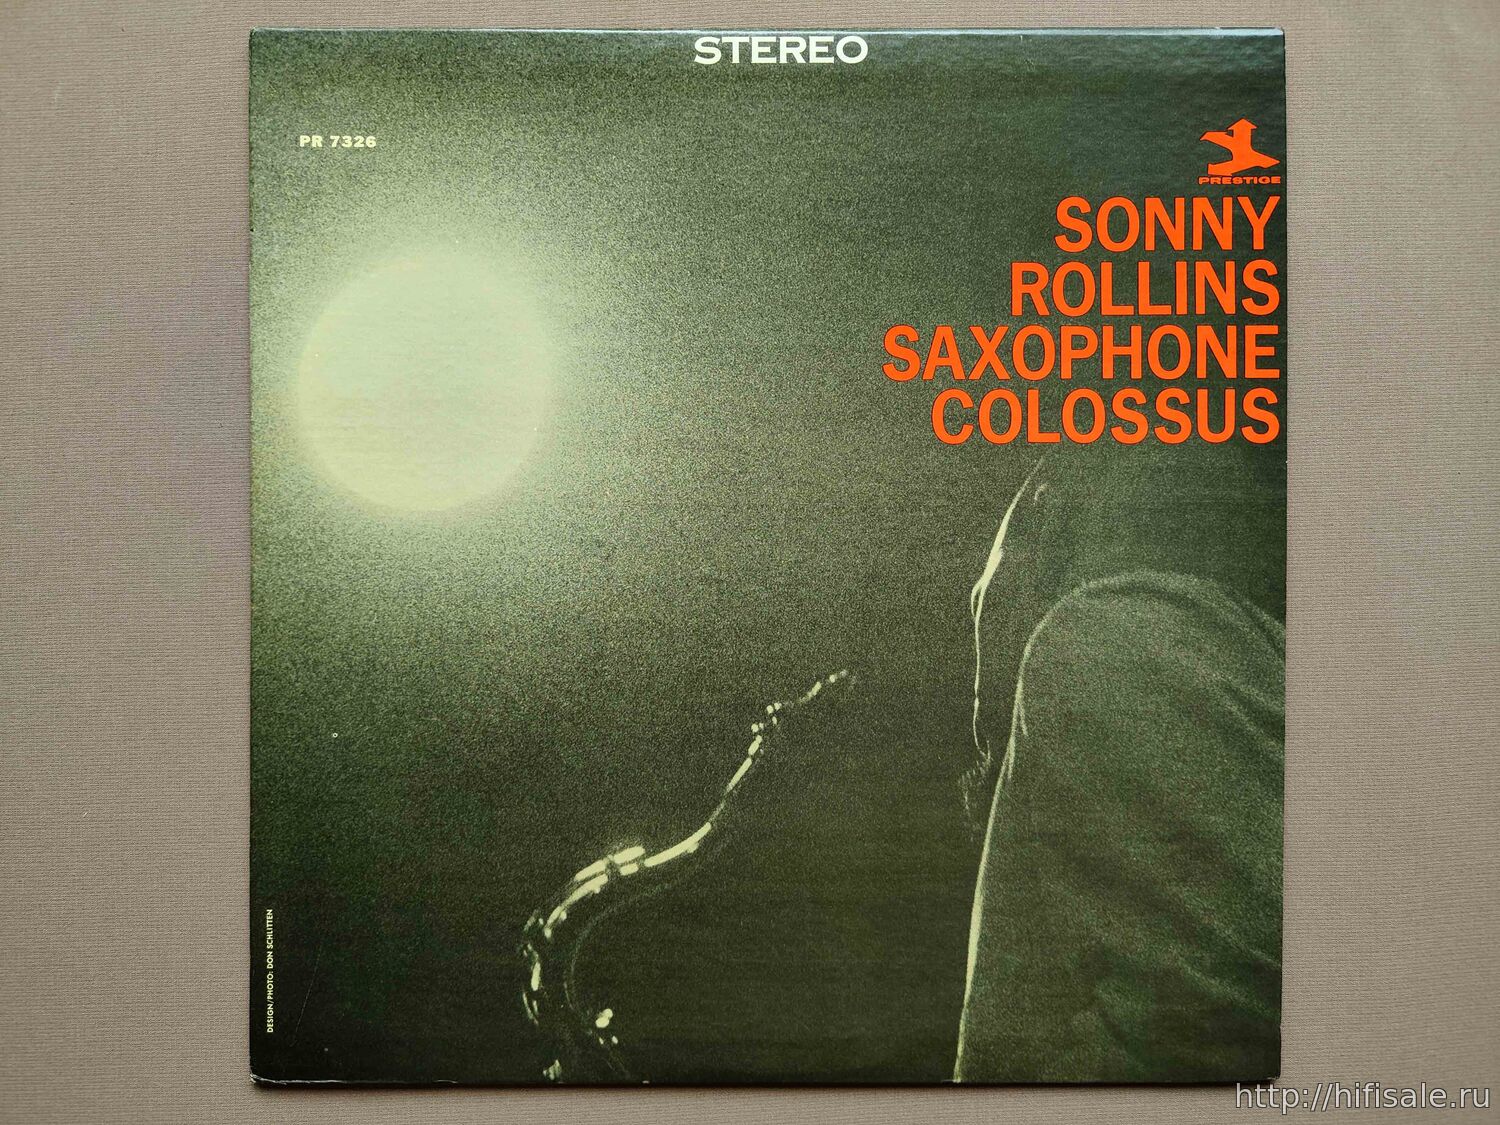 STEREO
PR 7326
PRESTIGE
SONNY
ROLLINS
SAXOPHONE
COLOSSUS
DESIGN/PHOTO: DON SCHLITTEN
http://hifisale.ru